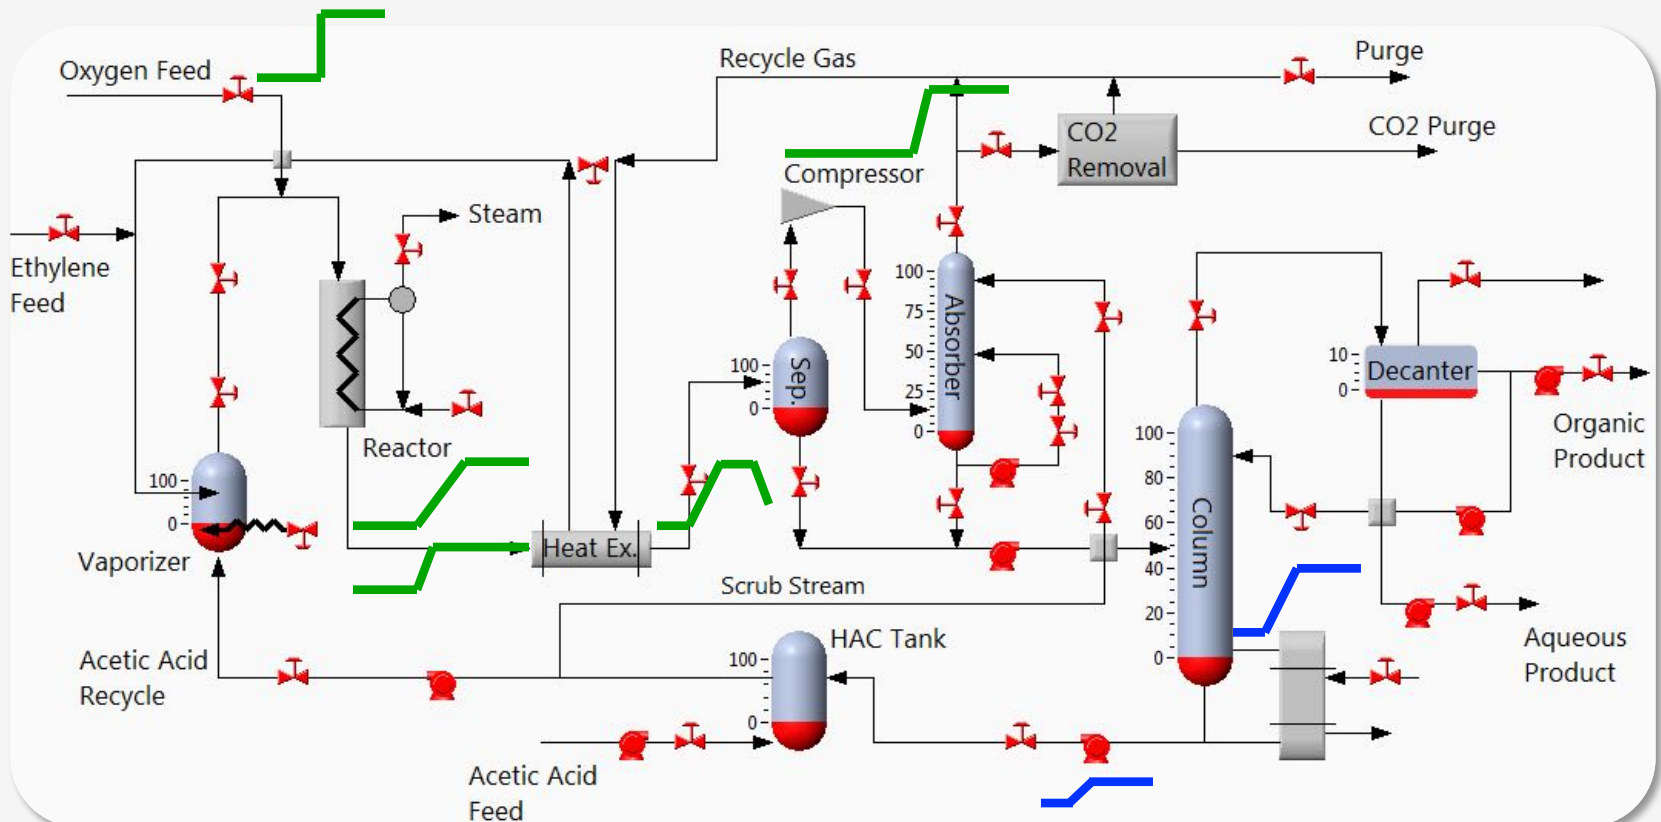 Oxygen Feed
Recycle Gas
Purge
CO2
Removal
CO2 Purge
Compressor
Steam
Ethylene
Feed
100
75
50
25
0
Absorber
100
0
Sep.
10
0
Decanter
Organic
Product
Reactor
100
0
Vaporizer
Heat Ex.
100
80
60
40
20
0
Column
Scrub Stream
HAC Tank
100
0
Acetic Acid
Recycle
Aqueous
Product
Acetic Acid
Feed